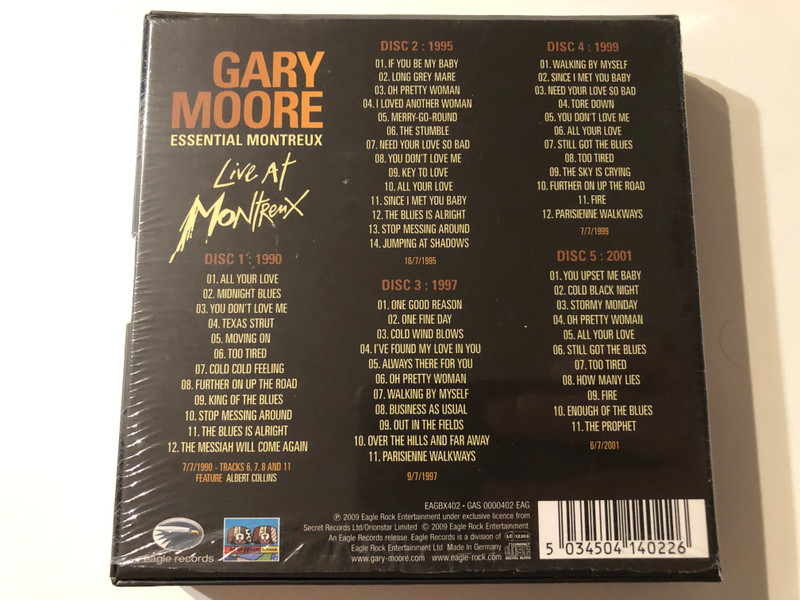 GARY
MOORE
ESSENTIAL MONTREUX
Live At
Montreux
DISC 1 : 1990
01. ALL YOUR LOVE
02. MIDNIGHT BLUES
03. YOU DON'T LOVE ME
04. TEXAS STRUT
05. MOVING ON
06. TOO TIRED
07. COLD COLD FEELING
08. FURTHER ON UP THE ROAD
09. KING OF THE BLUES
10. STOP MESSING AROUND
11. THE BLUES IS ALRIGHT
12. THE MESSIAH WILL COME AGAIN
7/7/1990 - TRACKS 6, 7, 8 AND 11
FEATURE ALBERT COLLINS
DISC 2 : 1995
01. IF YOU BE MY BABY
02. LONG GREY MARE
03. OH PRETTY WOMAN
04. I LOVED ANOTHER WOMAN
05. MERRY-GO-ROUND
06. THE STUMBLE
07. NEED YOUR LOVE SO BAD
08. YOU DON'T LOVE ME
09. KEY TO LOVE
10. ALL YOUR LOVE
11. SINCE I MET YOU BABY
12. THE BLUES IS ALRIGHT
13. STOP MESSING AROUND
14. JUMPING AT SHADOWS
16/7/1995
DISC 3 : 1997
01. ONE GOOD REASON
02. ONE FINE DAY
03. COLD WIND BLOWS
04. I'VE FOUND MY LOVE IN YOU
05. ALWAYS THERE FOR YOU
06. OH PRETTY WOMAN
07. WALKING BY MYSELF
08. BUSINESS AS USUAL
09. OUT IN THE FIELDS
10. OVER THE HILLS AND FAR AWAY
11. PARISIENNE WALKWAYS
9/7/1997
DISC 4 : 1999
01. WALKING BY MYSELF
02. SINCE I MET YOU BABY
03. NEED YOUR LOVE SO BAD
04. TORE DOWN
05. YOU DON'T LOVE ME
06. ALL YOUR LOVE
07. STILL GOT THE BLUES
08. TOO TIRED
09. THE SKY IS CRYING
10. FURTHER ON UP THE ROAD
11. FIRE
12. PARISIENNE WALKWAYS
7/7/1999
DISC 5 : 2001
01. YOU UPSET ME BABY
02. COLD BLACK NIGHT
03. STORMY MONDAY
04. OH PRETTY WOMAN
05. ALL YOUR LOVE
06. STILL GOT THE BLUES
07. TOO TIRED
08. HOW MANY LIES
09. FIRE
10. ENOUGH OF THE BLUES
11. THE PROPHET
6/7/2001
eagle records
EAGBX402 • GAS 0000402 EAG
℗ 2009 Eagle Rock Entertainment under exclusive licence from
Secret Records Ltd/Orionstar Limited © 2009 Eagle Rock Entertainment
An Eagle Records release. Eagle Records is a division of
Eagle Rock Entertainment Ltd Made in Germany
www.gary-moore.com www.eagle-rock.com
LC
COMPACT
disc
DIGITAL AUDIO
5 034504 140226